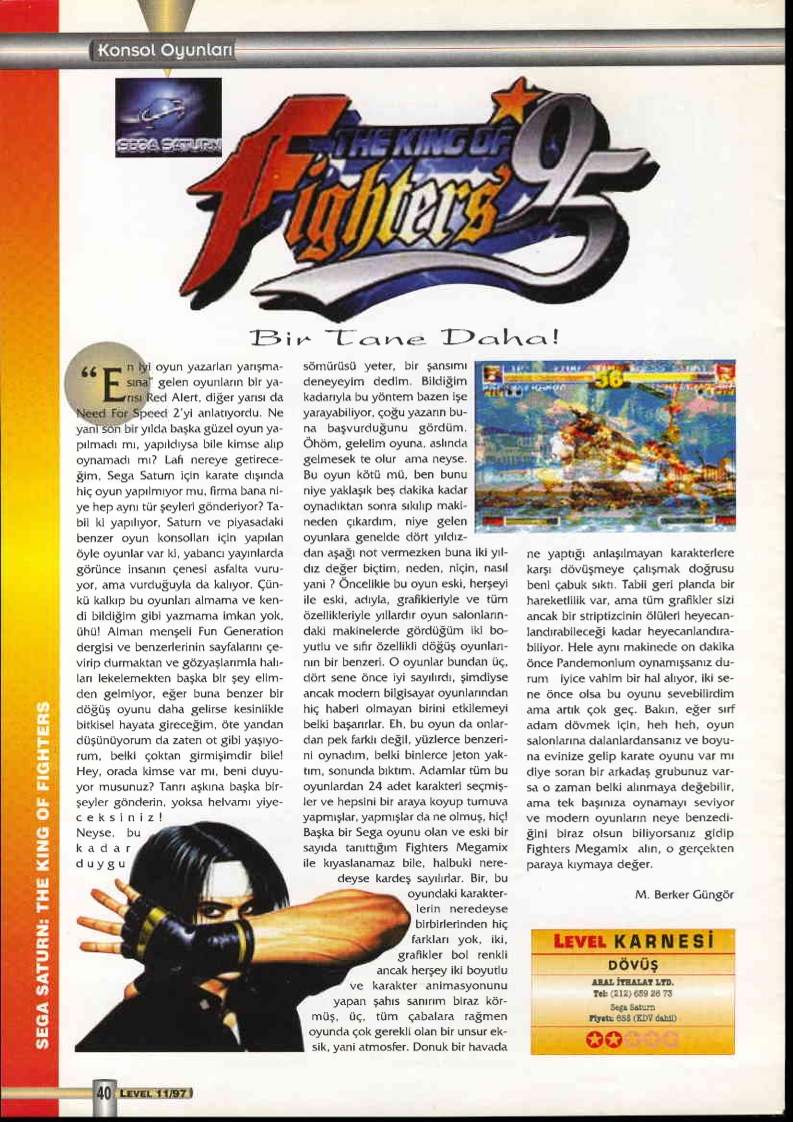 Konsol Oyunları
SEGA SATURN
THE KING OF
Fighters'95
Bir Tane Daha!
“En iyi oyun yazarları yarışma-
sına” gelen oyunların bir ya-
rısı Red Alert, diğer yarısı da
Need For Speed 2'yi anlatıyordu. Ne
yani son bir yılda başka güzel oyun ya-
pılmadı mı, yapıldıysa bile kimse alıp
oynamadı mı? Lafı nereye getirece-
ğim, Sega Saturn için karate dışında
hiç oyun yapılmıyor mu, firma bana ni-
ye hep aynı tür şeyleri gönderiyor? Ta-
bii ki yapılıyor, Saturn ve piyasadaki
benzer oyun konsolları için yapılan
öyle oyunlar var ki, yabancı yayınlarda
görünce insanın çenesi asfalta vuru-
yor, ama vurduğuyla da kalıyor. Çün-
kü kalkıp bu oyunları almama ve ken-
di bildiğim gibi yazmama imkan yok,
ühü! Alman menşeli Fun Generation
dergisi ve benzerlerinin sayfalarını çe-
virip durmaktan ve gözyaşlarımla halı-
ları lekelemekten başka bir şey elim-
den gelmiyor, eğer buna benzer bir
döğüş oyunu daha gelirse kesinlikle
bitkisel hayata gireceğim, öte yandan
düşünüyorum da zaten ot gibi yaşıyo-
rum, belki çoktan girmişimdir bile!
Hey, orada kimse var mı, beni duyu-
yor musunuz? Tanrı aşkına başka bir-
şeyler gönderin, yoksa helvamı yiye-
ceksiniz!
Neyse, bu
kadar
duygu
sömürüsü yeter, bir şansımı
deneyeyim dedim. Bildiğim
kadarıyla bu yöntem bazen işe
yarayabiliyor, çoğu yazarın bu-
na başvurduğunu gördüm.
Öhöm, gelelim oyuna, aslında
gelmesek te olur ama neyse.
Bu oyun kötü mü, ben bunu
niye yaklaşık beş dakika kadar
oynadıktan sonra sıkılıp maki-
neden çıkardım, niye gelen
oyunlara genelde dört yıldız-
dan aşağı not vermezken buna iki yıl-
dız değer biçtim, neden, niçin, nasıl
yani ? Öncelikle bu oyun eski, herşeyi
ile eski, adıyla, grafikleriyle ve tüm
özellikleriyle yıllardır oyun salonların-
daki makinelerde gördüğüm iki bo-
yutlu ve sıfır özellikli döğüş oyunları-
nın bir benzeri. O oyunlar bundan üç,
dört sene önce iyi sayılırdı, şimdiyse
ancak modern bilgisayar oyunlarından
hiç haberi olmayan birini etkilemeyi
belki başarırlar. Eh, bu oyun da onlar-
dan pek farklı değil, yüzlerce benzeri-
ni oynadım, belki binlerce jeton yak-
tım, sonunda bıktım. Adamlar tüm bu
oyunlardan 24 adet karakteri seçmiş-
ler ve hepsini bir araya koyup tumuva
yapmışlar, yapmışlar da ne olmuş, hiç!
Başka bir Sega oyunu olan ve eski bir
sayıda tanıttığım Fighters Megamix
ile kıyaslanamaz bile, halbuki nere-
deyse kardeş sayılırlar. Bir, bu
oyundaki karakter-
lerin neredeyse
birbirlerinden hiç
farkları yok, iki,
grafikler bol renkli
ancak herşey iki boyutlu
ve karakter animasyonunu
yapan şahıs sanırım biraz kör-
müş, üç, tüm çabalara rağmen
oyunda çok gerekli olan bir unsur ek-
sik, yani atmosfer. Donuk bir havada
56
ne yaptığı anlaşılmayan karakterlere
karşı dövüşmeye çalışmak doğrusu
beni çabuk sıktı. Tabii geri planda bir
hareketlilik var, ama tüm grafikler sizi
ancak bir striptizcinin ölüleri heyecan-
landırabileceği kadar heyecanlandıra-
biliyor. Hele aynı makinede on dakika
önce Pandemonium oynamışsanız du-
rum iyice vahim bir hal alıyor, iki se-
ne önce olsa bu oyunu sevebilirdim
ama artık çok geç. Bakın, eğer sırf
adam dövmek için, heh heh, oyun
salonlarına dalanlardansanız ve boyu-
na evinize gelip karate oyunu var mı
diye soran bir arkadaş grubunuz var-
sa o zaman belki alınmaya değebilir,
ama tek başınıza oynamayı seviyor
ve modern oyunların neye benzedi-
ğini biraz olsun biliyorsanız gidip
Fighters Megamix alın, o gerçekten
paraya kıymaya değer.
M. Berker Güngör
LEVEL KARNESİ
DÖVÜŞ
ARAL İTHALAT LTD.
Tel: (212) 659 26 73
Sega Saturn
Fiyatı: 65$ (KDV dahil)
SEGA SATURN: THE KING OF FIGHTERS
40 LEVEL 11/97